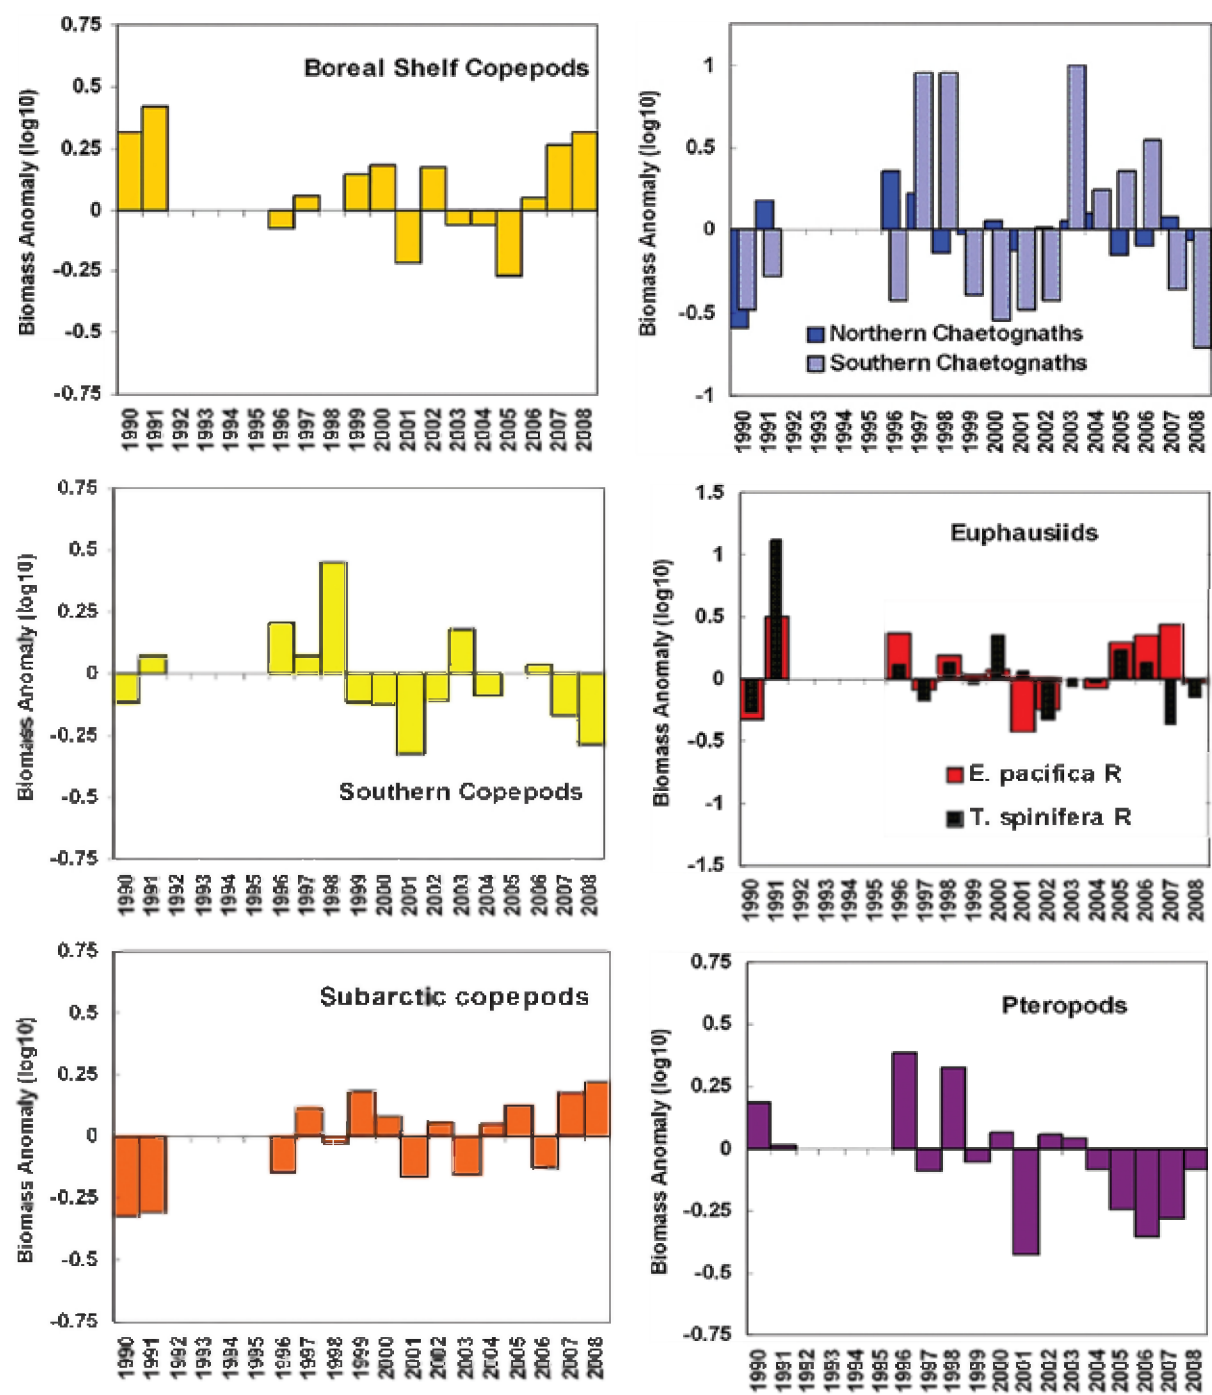 Boreal Shelf Copepods
Biomass Anomaly (log10)
0.75
0.5
0.25
0
-0.25
-0.5
-0.75
1990 1991 1992 1993 1994 1995 1996 1997 1998 1999 2000 2001 2002 2003 2004 2005 2006 2007 2008
Biomass Anomaly (log10)
1
0.5
0
-0.5
-1
Northern Chaetognaths
Southern Chaetognaths
1990 1991 1992 1993 1994 1995 1996 1997 1998 1999 2000 2001 2002 2003 2004 2005 2006 2007 2008
Biomass Anomaly (log10)
0.75
0.5
0.25
0
-0.25
-0.5
-0.75
Southern Copepods
1990 1991 1992 1993 1994 1995 1996 1997 1998 1999 2000 2001 2002 2003 2004 2005 2006 2007 2008
Euphausiids
Biomass Anomaly (log10)
1.5
1
0.5
0
-0.5
-1
-1.5
E. pacifica R
T. spinifera R
1990 1991 1992 1993 1994 1995 1996 1997 1998 1999 2000 2001 2002 2003 2004 2005 2006 2007 2008
Subarctic copepods
Biomass Anomaly (log10)
0.75
0.5
0.25
0
-0.25
-0.5
-0.75
1990 1991 1992 1993 1994 1995 1996 1997 1998 1999 2000 2001 2002 2003 2004 2005 2006 2007 2008
Pteropods
Biomass Anomaly (log10)
0.75
0.5
0.25
0
-0.25
-0.5
-0.75
1990 1991 1992 1993 1994 1995 1996 1997 1998 1999 2000 2001 2002 2003 2004 2005 2006 2007 2008